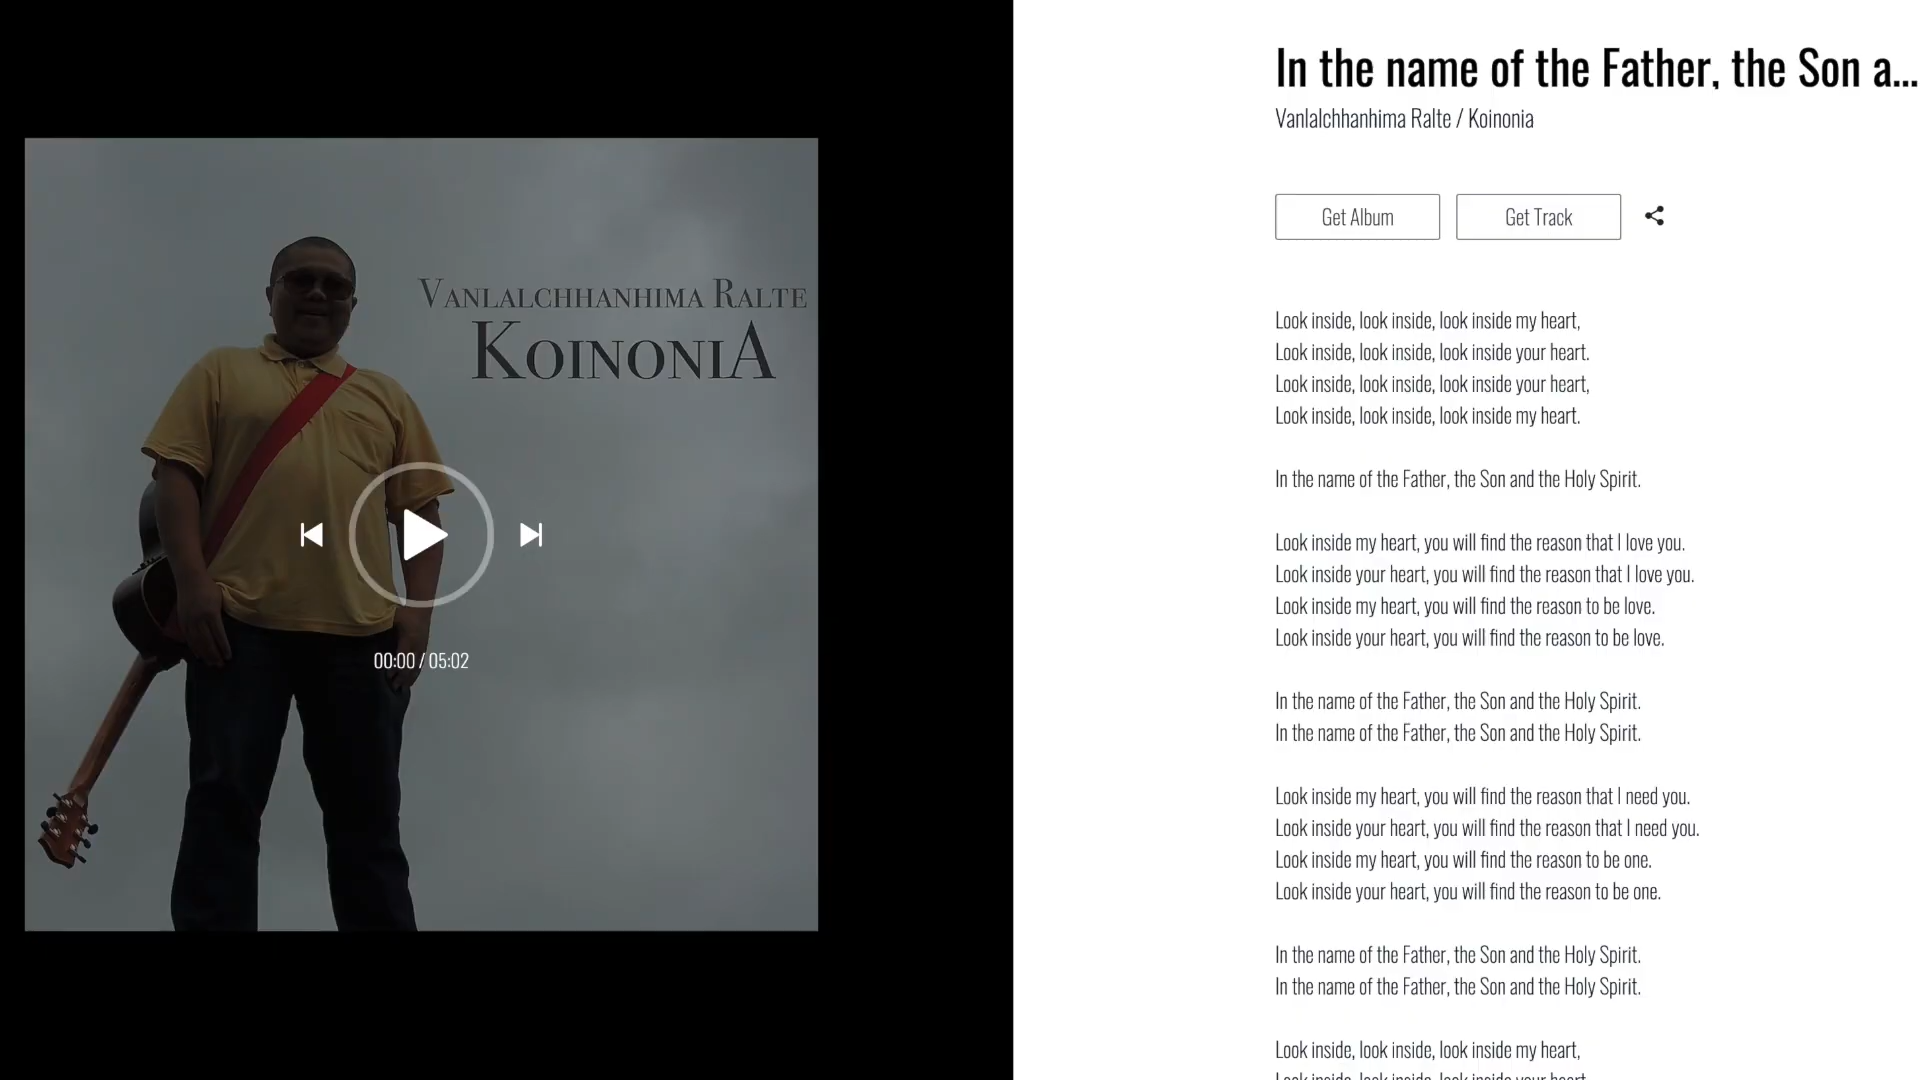 VANLALCHHANHIMA RALTE
KOINONIA
00:00 / 05:02
In the name of the Father, the Son a...
Vanlalchhanhima Ralte / Koinonia
Get Album
Get Track
Look inside, look inside, look inside my heart,
Look inside, look inside, look inside your heart.
Look inside, look inside, look inside your heart,
Look inside, look inside, look inside my heart.
In the name of the Father, the Son and the Holy Spirit.
Look inside my heart, you will find the reason that I love you.
Look inside your heart, you will find the reason that I love you.
Look inside my heart, you will find the reason to be love.
Look inside your heart, you will find the reason to be love.
In the name of the Father, the Son and the Holy Spirit.
In the name of the Father, the Son and the Holy Spirit.
Look inside my heart, you will find the reason that I need you.
Look inside your heart, you will find the reason that I need you.
Look inside my heart, you will find the reason to be one.
Look inside your heart, you will find the reason to be one.
In the name of the Father, the Son and the Holy Spirit.
In the name of the Father, the Son and the Holy Spirit.
Look inside, look inside, look inside my heart,
Look inside, look inside, look inside your heart